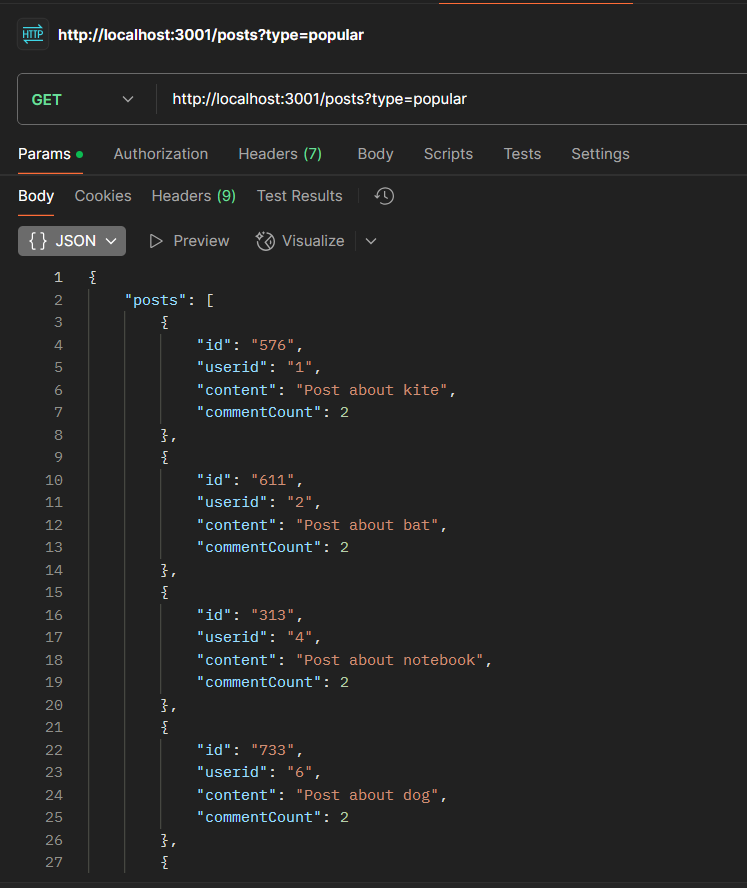 HTTP http://localhost:3001/posts?type=popular
GET http://localhost:3001/posts?type=popular
Params Authorization Headers (7) Body Scripts Tests Settings
Body Cookies Headers (9) Test Results
{} JSON Preview Visualize
1 {
2 "posts": [
3 {
4 "id": "576",
5 "userid": "1",
6 "content": "Post about kite",
7 "commentCount": 2
8 },
9 {
10 "id": "611",
11 "userid": "2",
12 "content": "Post about bat",
13 "commentCount": 2
14 },
15 {
16 "id": "313",
17 "userid": "4",
18 "content": "Post about notebook",
19 "commentCount": 2
20 },
21 {
22 "id": "733",
23 "userid": "6",
24 "content": "Post about dog",
25 "commentCount": 2
26 },
27 {